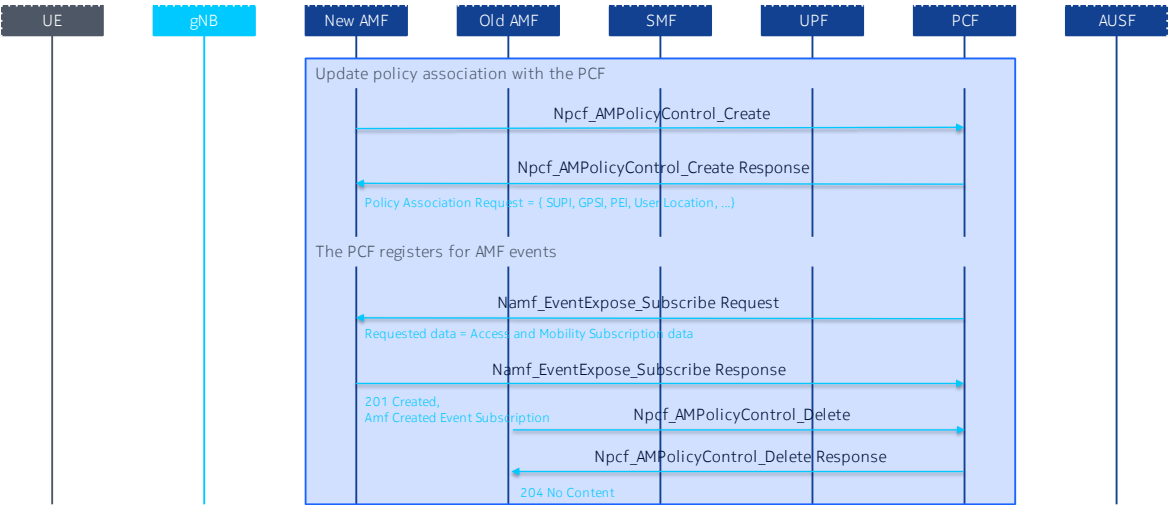 UE
gNB
New AMF
Old AMF
SMF
UPF
PCF
AUSF
Update policy association with the PCF
Npcf_AMPolicyControl_Create
Npcf_AMPolicyControl_Create Response
Policy Association Request = { SUPI, GPSI, PEI, User Location, ...}
The PCF registers for AMF events
Namf_EventExpose_Subscribe Request
Requested data = Access and Mobility Subscription data
Namf_EventExpose_Subscribe Response
201 Created,
Amf Created Event Subscription
Npcf_AMPolicyControl_Delete
Npcf_AMPolicyControl_Delete Response
204 No Content